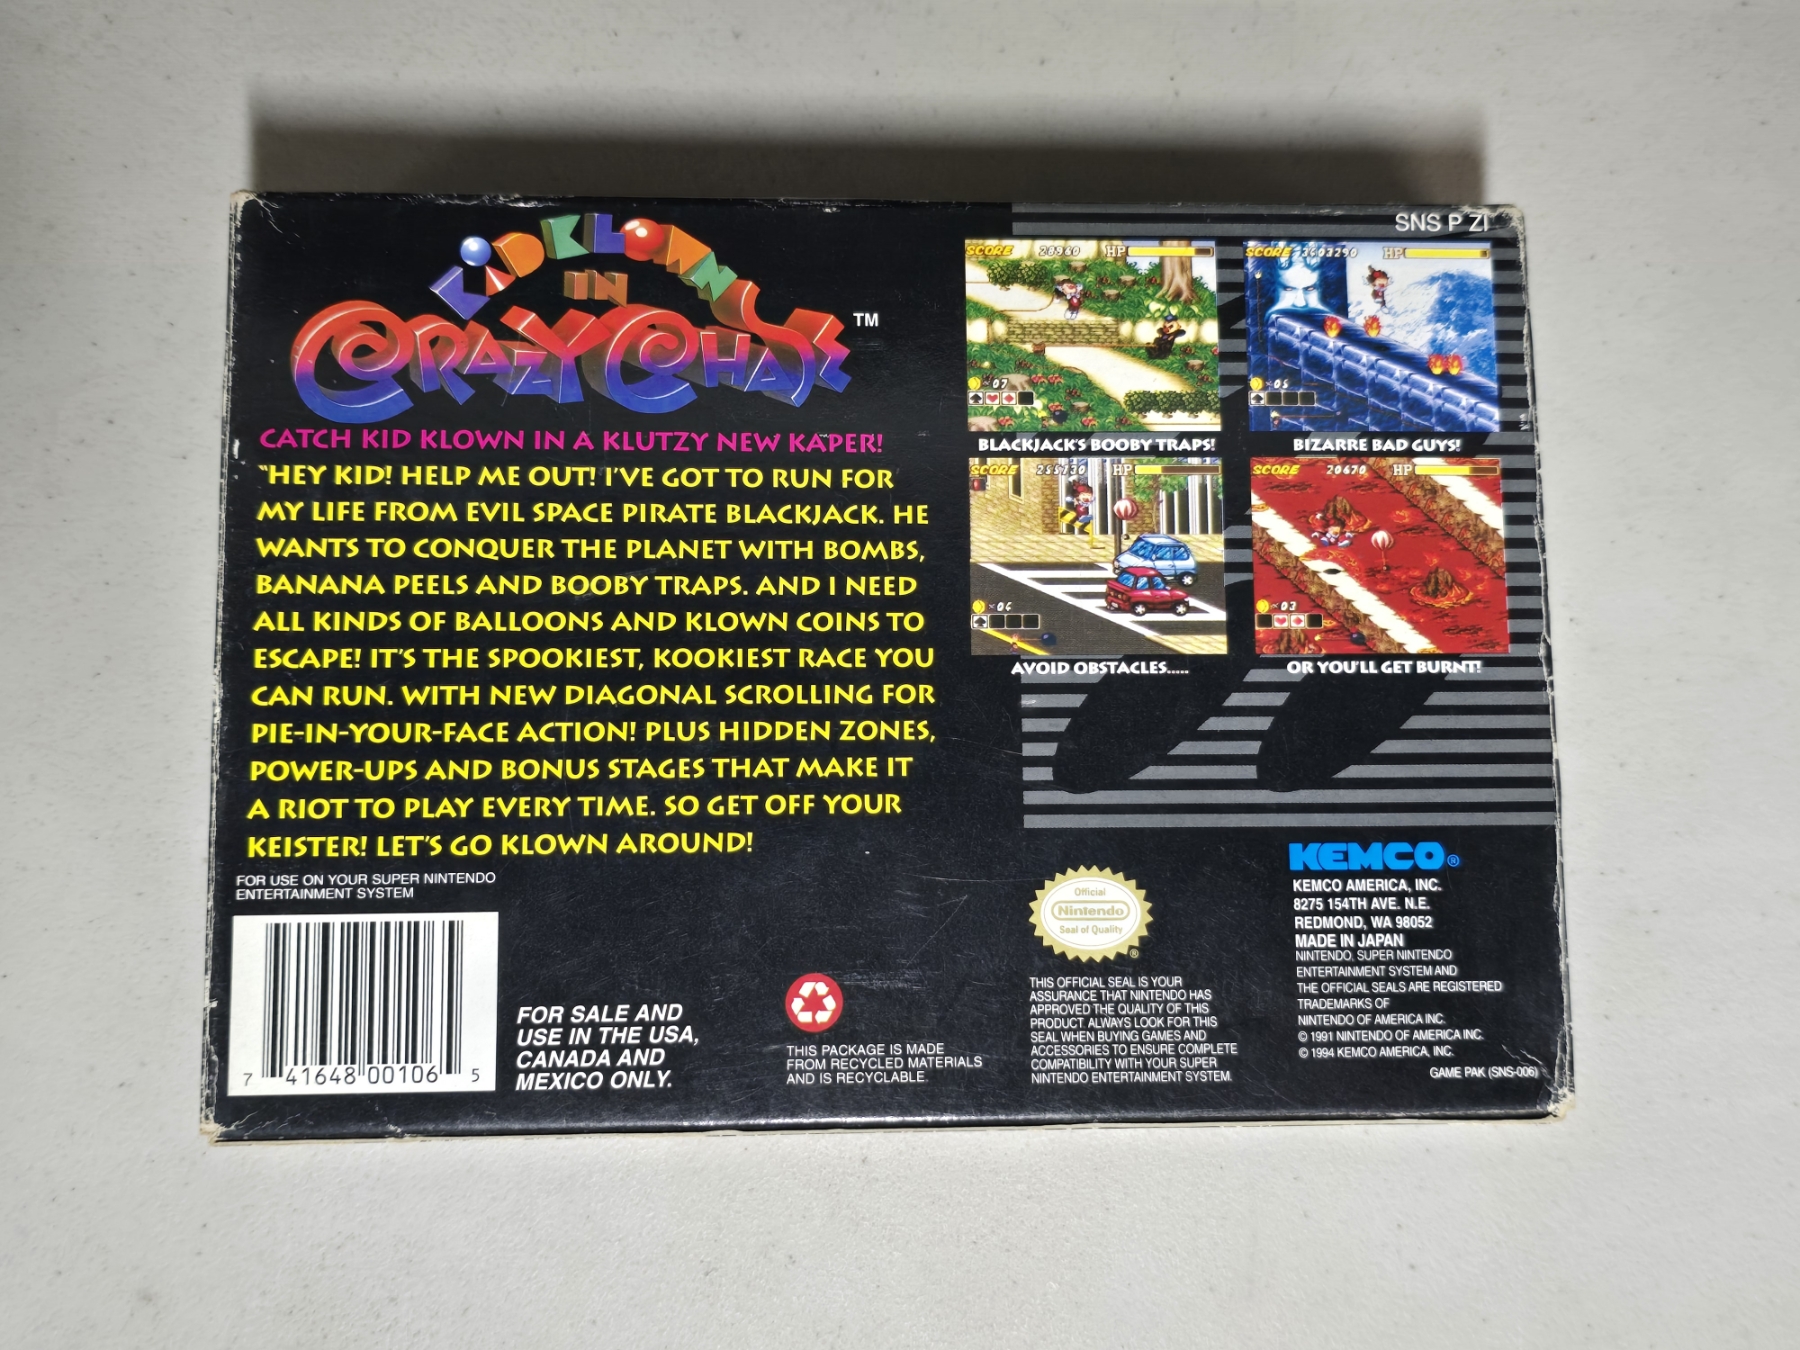 SNS P ZI
KID KLOWN
IN
CRAZY CHASE™
CATCH KID KLOWN IN A KLUTZY NEW KAPER!
“HEY KID! HELP ME OUT! I'VE GOT TO RUN FOR
MY LIFE FROM EVIL SPACE PIRATE BLACKJACK. HE
WANTS TO CONQUER THE PLANET WITH BOMBS,
BANANA PEELS AND BOOBY TRAPS. AND I NEED
ALL KINDS OF BALLOONS AND KLOWN COINS TO
ESCAPE! IT'S THE SPOOKIEST, KOOKIEST RACE YOU
CAN RUN. WITH NEW DIAGONAL SCROLLING FOR
PIE-IN-YOUR-FACE ACTION! PLUS HIDDEN ZONES,
POWER-UPS AND BONUS STAGES THAT MAKE IT
A RIOT TO PLAY EVERY TIME. SO GET OFF YOUR
KEISTER! LET'S GO KLOWN AROUND!
FOR USE ON YOUR SUPER NINTENDO
ENTERTAINMENT SYSTEM
7 41648 00106 5
FOR SALE AND
USE IN THE USA,
CANADA AND
MEXICO ONLY.
THIS PACKAGE IS MADE
FROM RECYCLED MATERIALS
AND IS RECYCLABLE.
SCORE 28960 HP
×07
BLACKJACK'S BOOBY TRAPS!
SCORE 3403290 HP
×05
BIZARRE BAD GUYS!
SCORE 255730 HP
×06
AVOID OBSTACLES.....
SCORE 20670 HP
×03
OR YOU'LL GET BURNT!
Official
Nintendo
Seal of Quality
®
THIS OFFICIAL SEAL IS YOUR
ASSURANCE THAT NINTENDO HAS
APPROVED THE QUALITY OF THIS
PRODUCT. ALWAYS LOOK FOR THIS
SEAL WHEN BUYING GAMES AND
ACCESSORIES TO ENSURE COMPLETE
COMPATIBILITY WITH YOUR SUPER
NINTENDO ENTERTAINMENT SYSTEM.
KEMCO®
KEMCO AMERICA, INC.
8275 154TH AVE. N.E.
REDMOND, WA 98052
MADE IN JAPAN
NINTENDO, SUPER NINTENDO
ENTERTAINMENT SYSTEM AND
THE OFFICIAL SEALS ARE REGISTERED
TRADEMARKS OF
NINTENDO OF AMERICA INC.
© 1991 NINTENDO OF AMERICA INC.
© 1994 KEMCO AMERICA, INC.
GAME PAK (SNS-006)